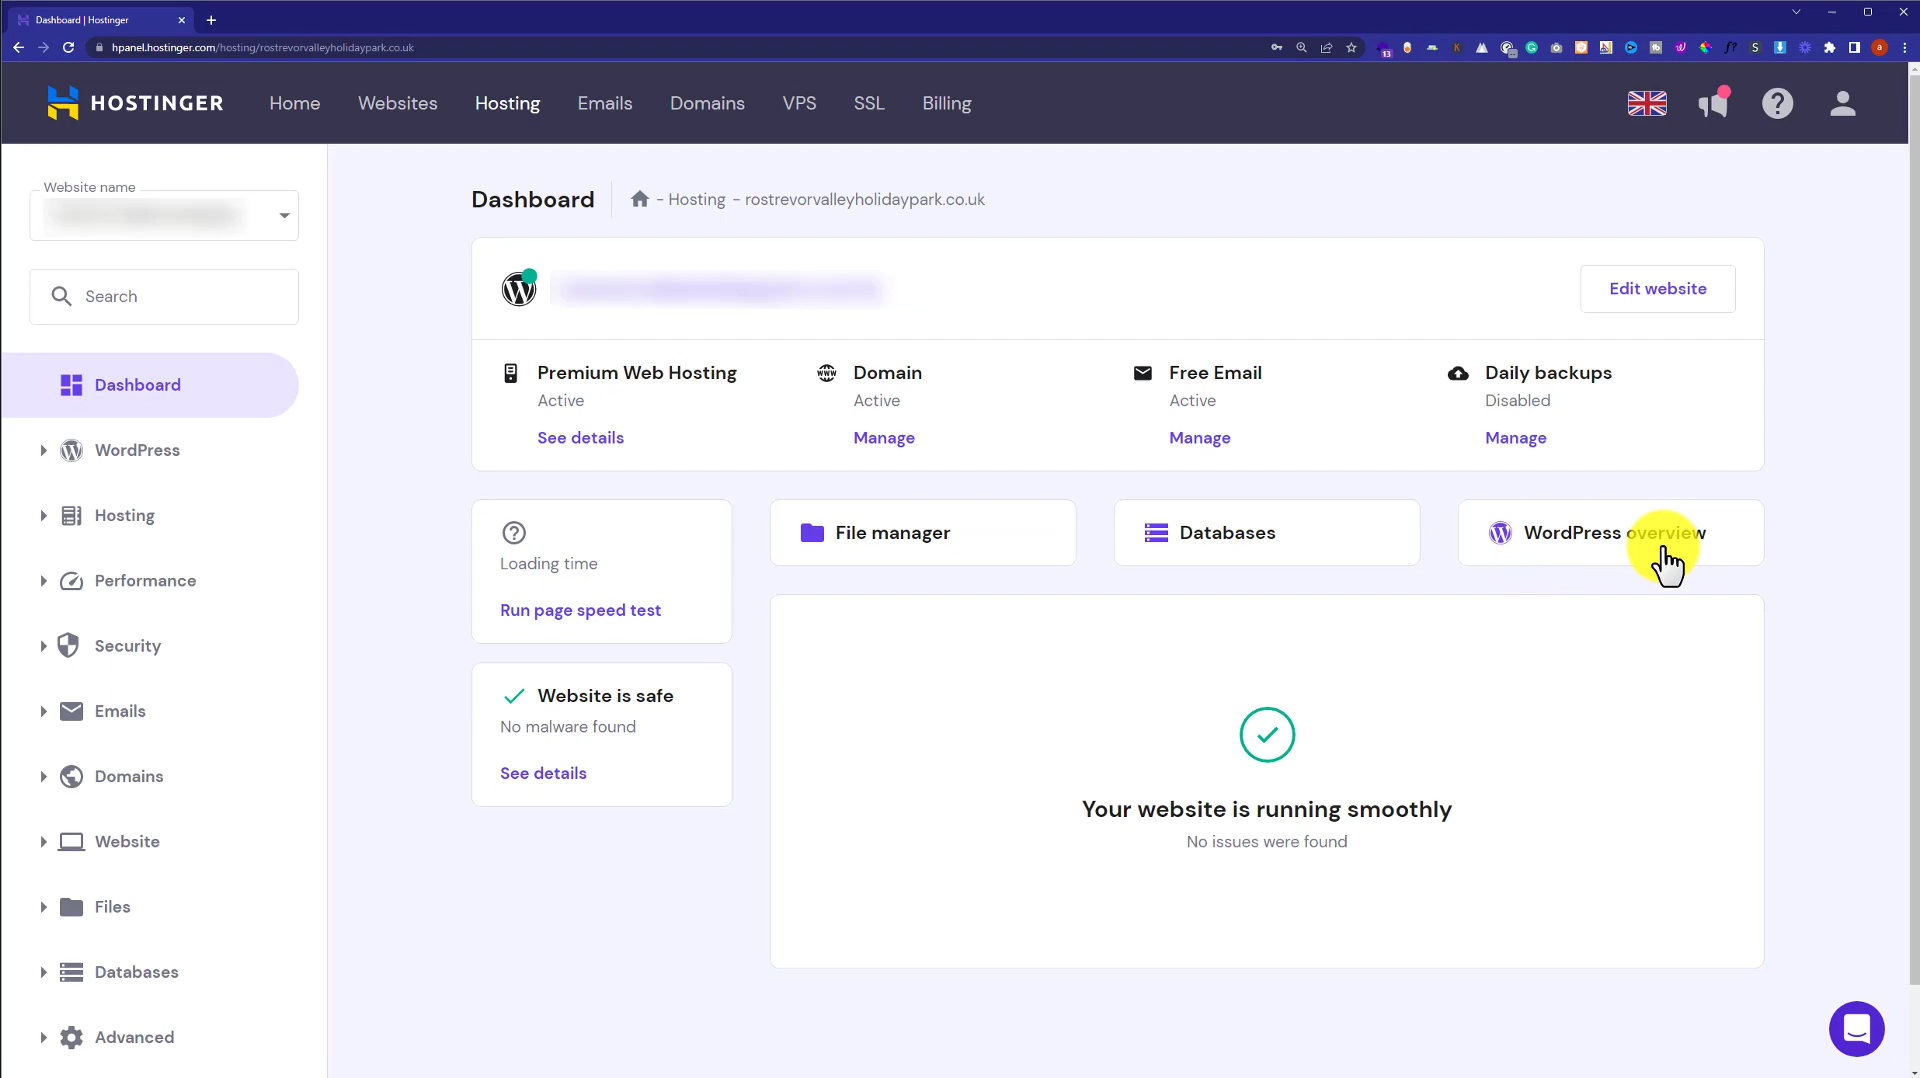 Dashboard | Hostinger
hpanel.hostinger.com/hosting/rostrevorvalleyholidaypark.co.uk
13
K
G
f?
S
a
HOSTINGER
Home
Websites
Hosting
Emails
Domains
VPS
SSL
Billing
Website name
Search
Dashboard
WordPress
Hosting
Performance
Security
Emails
Domains
Website
Files
Databases
Advanced
Dashboard
- Hosting - rostrevorvalleyholidaypark.co.uk
Edit website
Premium Web Hosting
Active
See details
WWW
Domain
Active
Manage
Free Email
Active
Manage
Daily backups
Disabled
Manage
Loading time
Run page speed test
File manager
Databases
WordPress overview
Website is safe
No malware found
See details
Your website is running smoothly
No issues were found